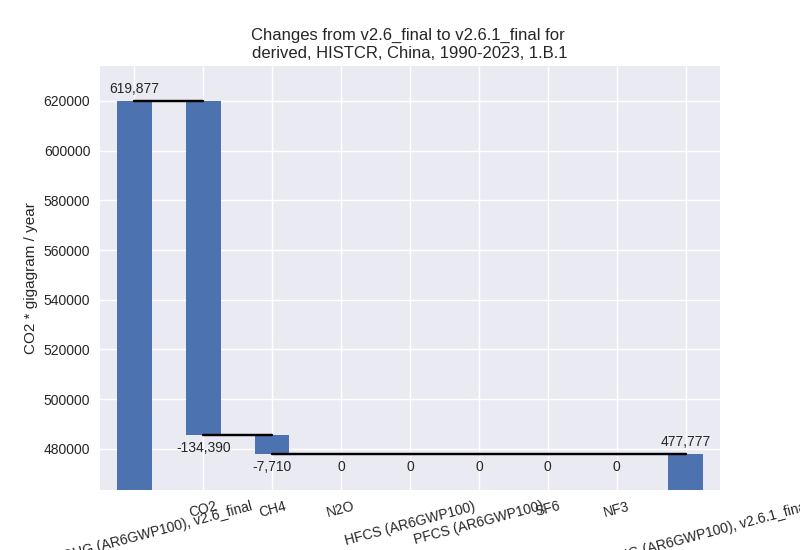 Changes from v2.6_final to v2.6.1_final for
derived, HISTCR, China, 1990-2023, 1.B.1
619,877
620000
600000
580000
560000
540000
520000
500000
480000
CO2 * gigagram / year
-134,390
-7,710
0
0
0
0
0
477,777
(AR6GWP100), v2.6_final
CO2
CH4
N2O
HFCS (AR6GWP100)
PFCS (AR6GWP100)
SF6
NF3
(AR6GWP100), v2.6.1_final